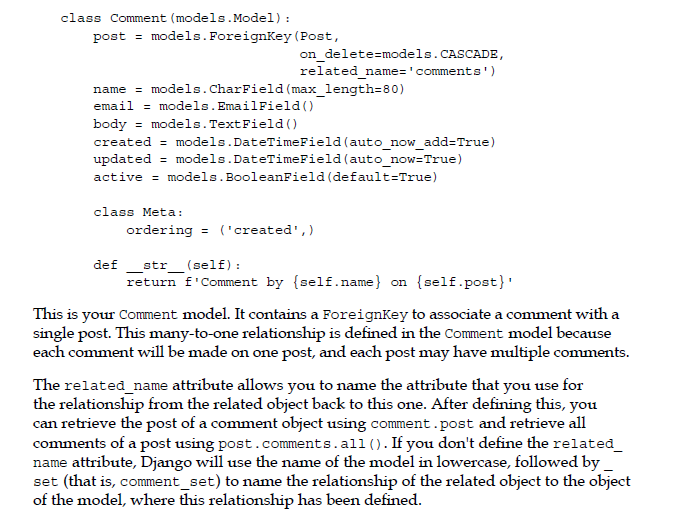 class Comment(models.Model):
    post = models.ForeignKey(Post,
                             on_delete=models.CASCADE,
                             related_name='comments')
    name = models.CharField(max_length=80)
    email = models.EmailField()
    body = models.TextField()
    created = models.DateTimeField(auto_now_add=True)
    updated = models.DateTimeField(auto_now=True)
    active = models.BooleanField(default=True)

    class Meta:
        ordering = ('created',)

    def __str__(self):
        return f'Comment by {self.name} on {self.post}'
This is your Comment model. It contains a ForeignKey to associate a comment with a
single post. This many-to-one relationship is defined in the Comment model because
each comment will be made on one post, and each post may have multiple comments.

The related_name attribute allows you to name the attribute that you use for
the relationship from the related object back to this one. After defining this, you
can retrieve the post of a comment object using comment.post and retrieve all
comments of a post using post.comments.all(). If you don't define the related_
name attribute, Django will use the name of the model in lowercase, followed by _
set (that is, comment_set) to name the relationship of the related object to the object
of the model, where this relationship has been defined.